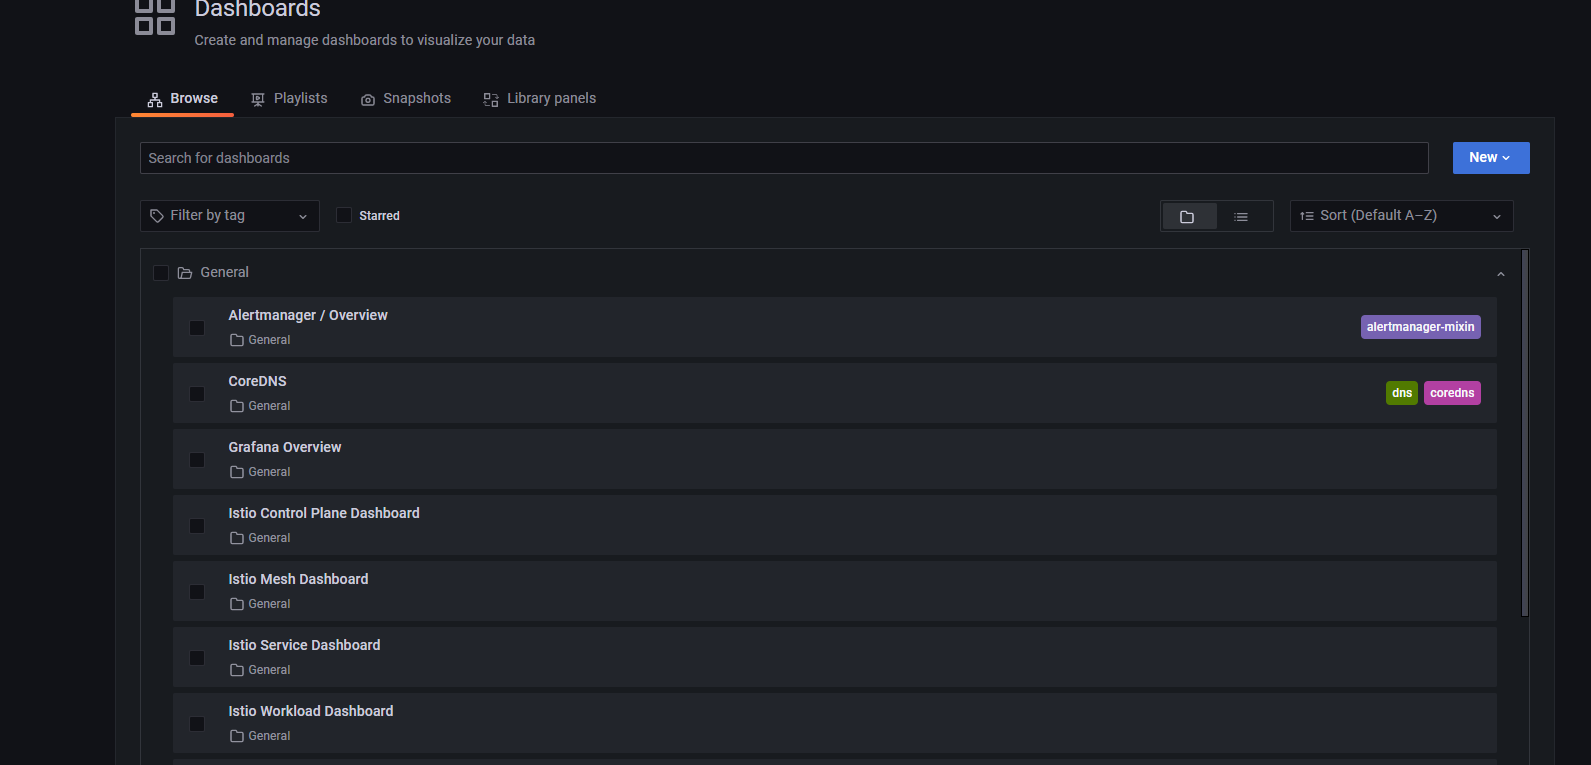 Dashboards
Create and manage dashboards to visualize your data
Browse Playlists Snapshots Library panels
Search for dashboards New
Filter by tag Starred Sort (Default A–Z)
General
Alertmanager / Overview
General
alertmanager-mixin
CoreDNS
General
dns coredns
Grafana Overview
General
Istio Control Plane Dashboard
General
Istio Mesh Dashboard
General
Istio Service Dashboard
General
Istio Workload Dashboard
General